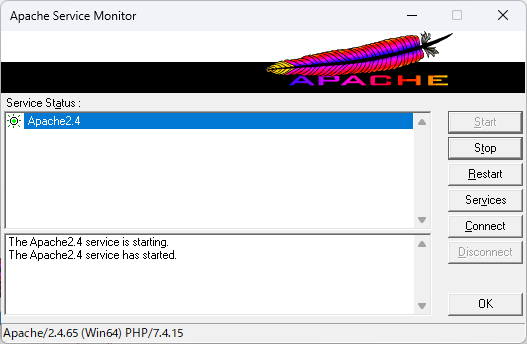 Apache Service Monitor
APACHE
Service Status :
Apache2.4
Start
Stop
Restart
Services
Connect
Disconnect
The Apache2.4 service is starting.
The Apache2.4 service has started.
OK
Apache/2.4.65 (Win64) PHP/7.4.15